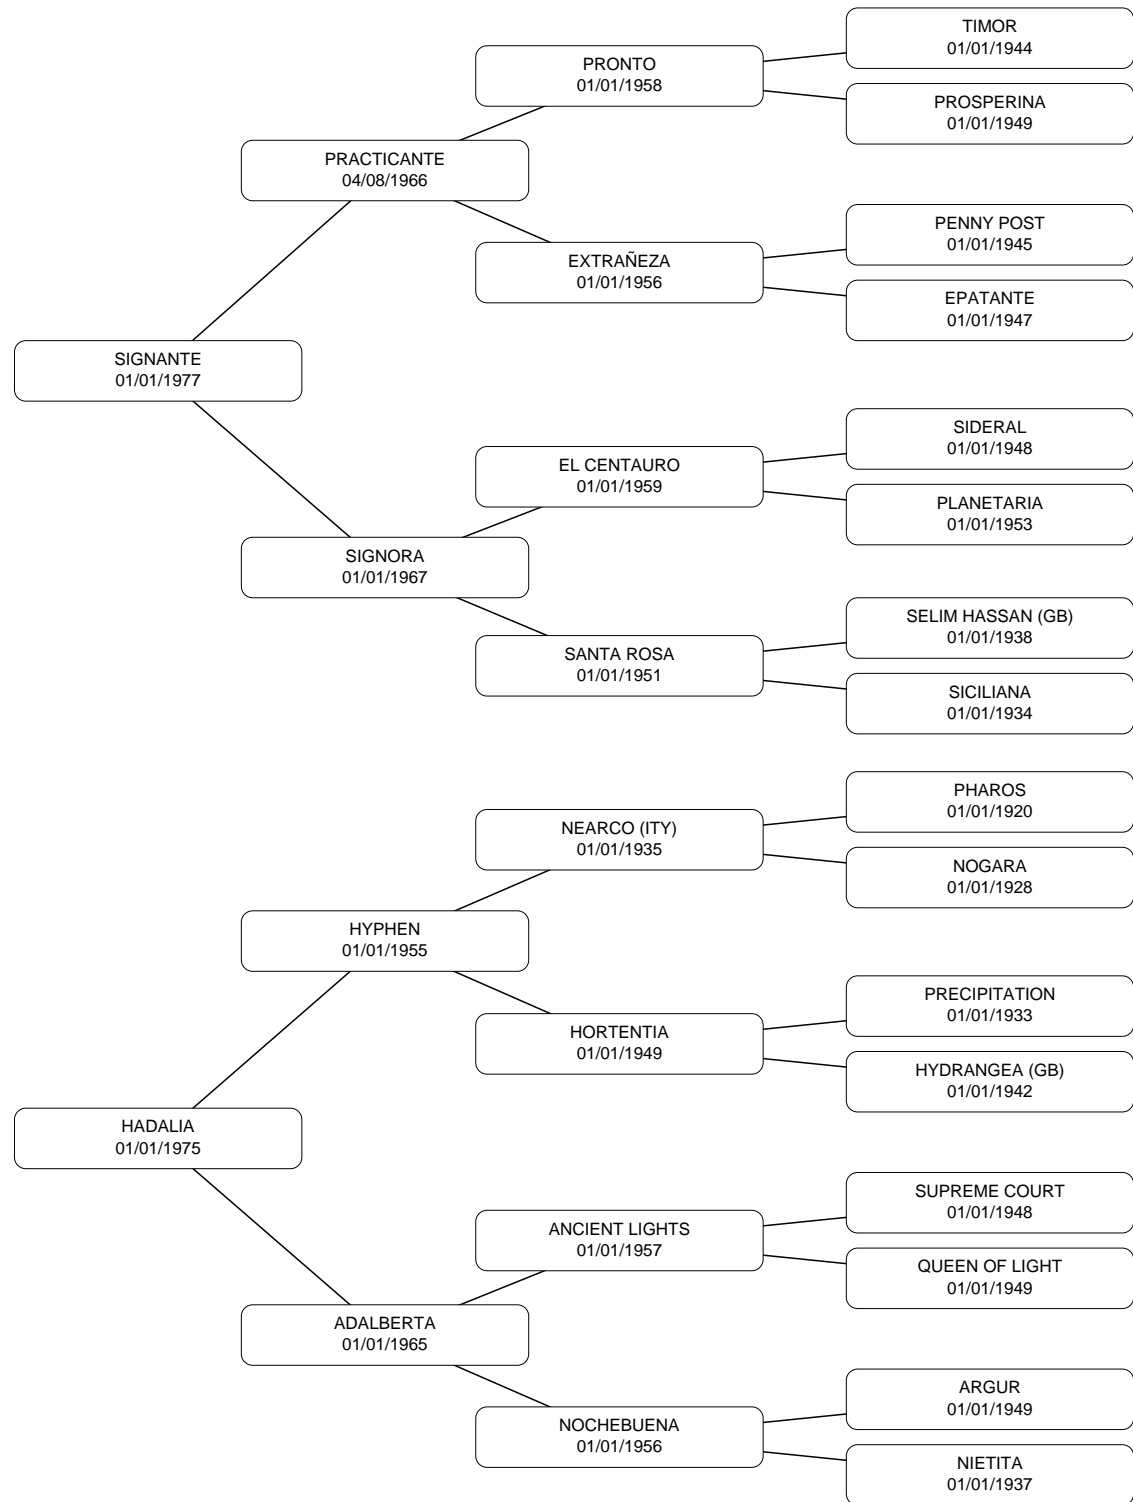 TIMOR
01/01/1944
PRONTO
01/01/1958
PROSPERINA
01/01/1949
PRACTICANTE
04/08/1966
PENNY POST
01/01/1945
EXTRAÑEZA
01/01/1956
EPATANTE
01/01/1947
SIGNANTE
01/01/1977
SIDERAL
01/01/1948
EL CENTAURO
01/01/1959
PLANETARIA
01/01/1953
SIGNORA
01/01/1967
SELIM HASSAN (GB)
01/01/1938
SANTA ROSA
01/01/1951
SICILIANA
01/01/1934
PHAROS
01/01/1920
NEARCO (ITY)
01/01/1935
NOGARA
01/01/1928
HYPHEN
01/01/1955
PRECIPITATION
01/01/1933
HORTENTIA
01/01/1949
HYDRANGEA (GB)
01/01/1942
HADALIA
01/01/1975
SUPREME COURT
01/01/1948
ANCIENT LIGHTS
01/01/1957
QUEEN OF LIGHT
01/01/1949
ADALBERTA
01/01/1965
ARGUR
01/01/1949
NOCHEBUENA
01/01/1956
NIETITA
01/01/1937